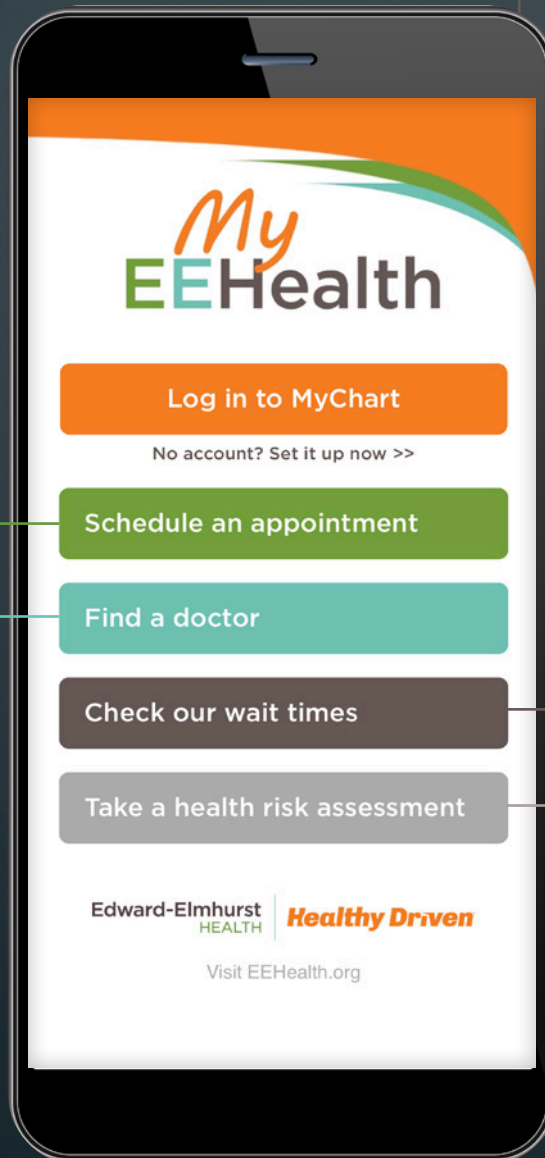 My
EEHealth
Log in to MyChart
No account? Set it up now >>
Schedule an appointment
Find a doctor
Check our wait times
Take a health risk assessment
Edward-Elmhurst
HEALTH
Healthy Driven
Visit EEHealth.org